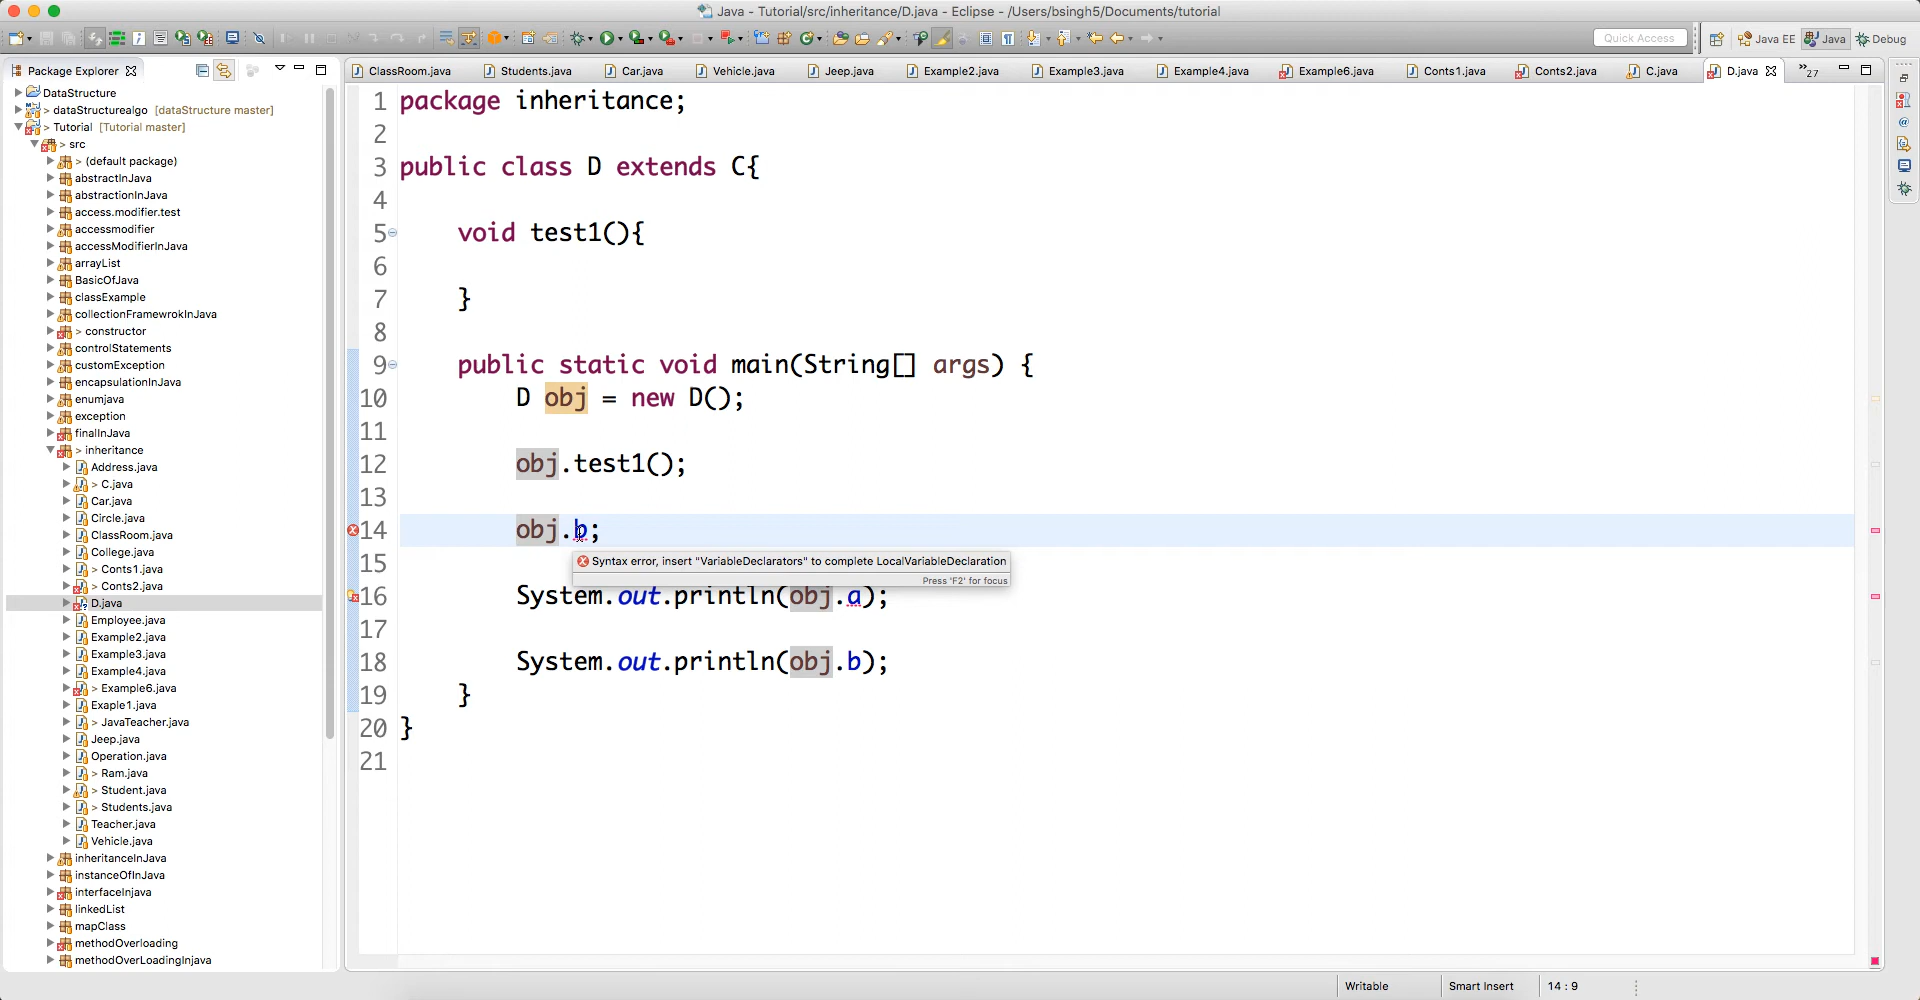 Java - Tutorial/src/inheritance/D.java - Eclipse - /Users/bsingh5/Documents/tutorial
Quick Access
Java EE
Java
Debug
Package Explorer
ClassRoom.java
Students.java
Car.java
Vehicle.java
Jeep.java
Example2.java
Example3.java
Example4.java
Example6.java
Conts1.java
Conts2.java
C.java
D.java
»27
DataStructure
> dataStructurealgo [dataStructure master]
> Tutorial [Tutorial master]
> src
> (default package)
abstractInJava
abstractionInJava
access.modifier.test
accessmodifier
accessModifierInJava
arrayList
BasicOfJava
classExample
collectionFramewrokInJava
> constructor
controlStatements
customException
encapsulationInJava
enumjava
exception
finalInJava
> inheritance
Address.java
> C.java
Car.java
Circle.java
ClassRoom.java
College.java
> Conts1.java
> Conts2.java
D.java
Employee.java
Example2.java
Example3.java
Example4.java
> Example6.java
Exaple1.java
> JavaTeacher.java
Jeep.java
Operation.java
> Ram.java
> Student.java
> Students.java
Teacher.java
Vehicle.java
inheritanceInJava
instanceOfInJava
interfaceInjava
linkedList
mapClass
methodOverloading
methodOverLoadingInjava
1 package inheritance;
2
3 public class D extends C{
4
5 void test1(){
6
7 }
8
9 public static void main(String[] args) {
10 D obj = new D();
11
12 obj.test1();
13
14 obj.b;
15
Syntax error, insert "VariableDeclarators" to complete LocalVariableDeclaration
Press 'F2' for focus
16 System.out.println(obj.a);
17
18 System.out.println(obj.b);
19 }
20 }
21
Writable
Smart Insert
14 : 9